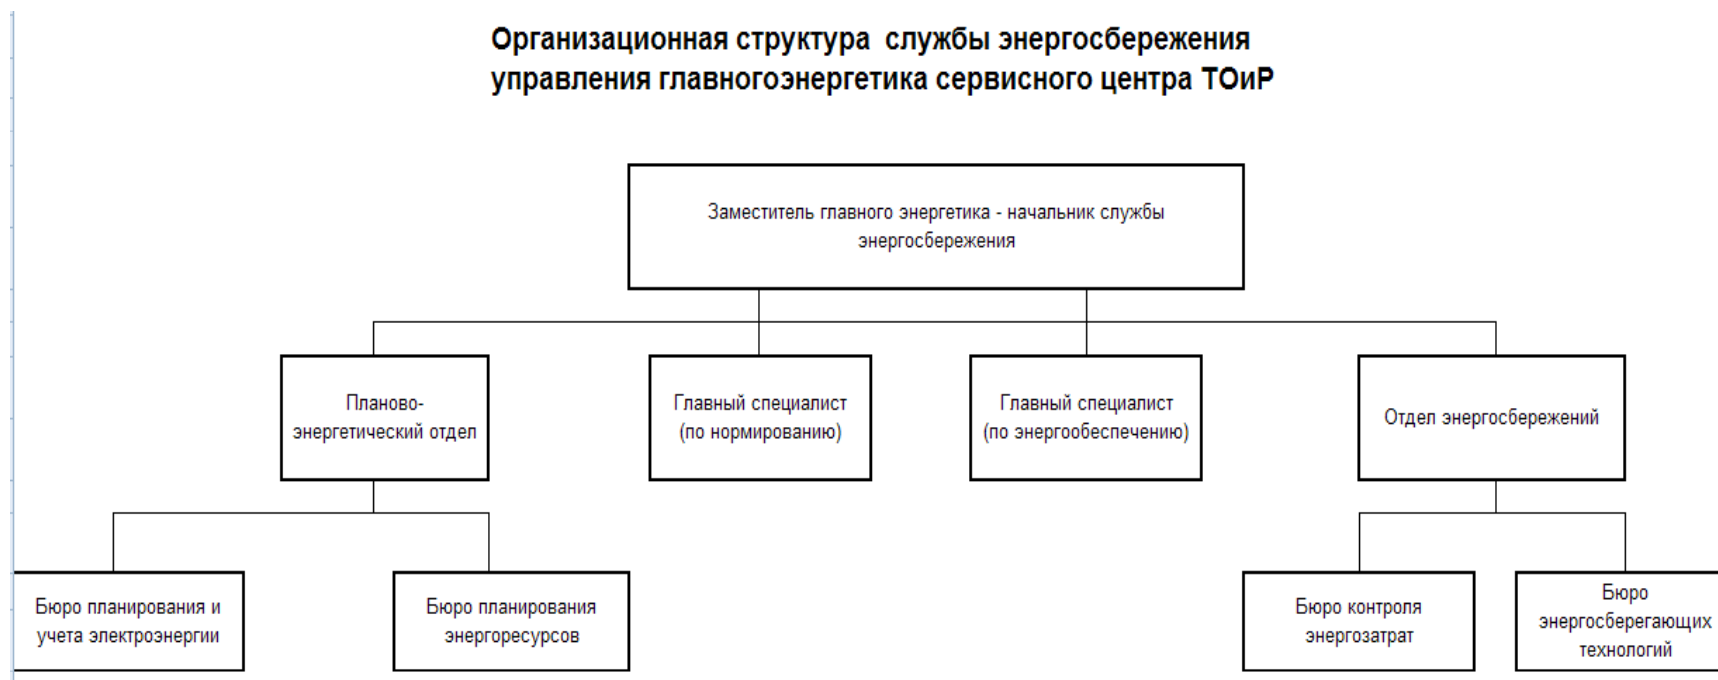 Организационная структура службы энергосбережения
управления главногоэнергетика сервисного центра ТОиР
Заместитель главного энергетика - начальник службы
энергосбережения
Планово-
энергетический отдел
Главный специалист
(по нормированию)
Главный специалист
(по энергообеспечению)
Отдел энергосбережений
Бюро планирования и
учета электроэнергии
Бюро планирования
энергоресурсов
Бюро контроля
энергозатрат
Бюро
энергосберегающих
технологий